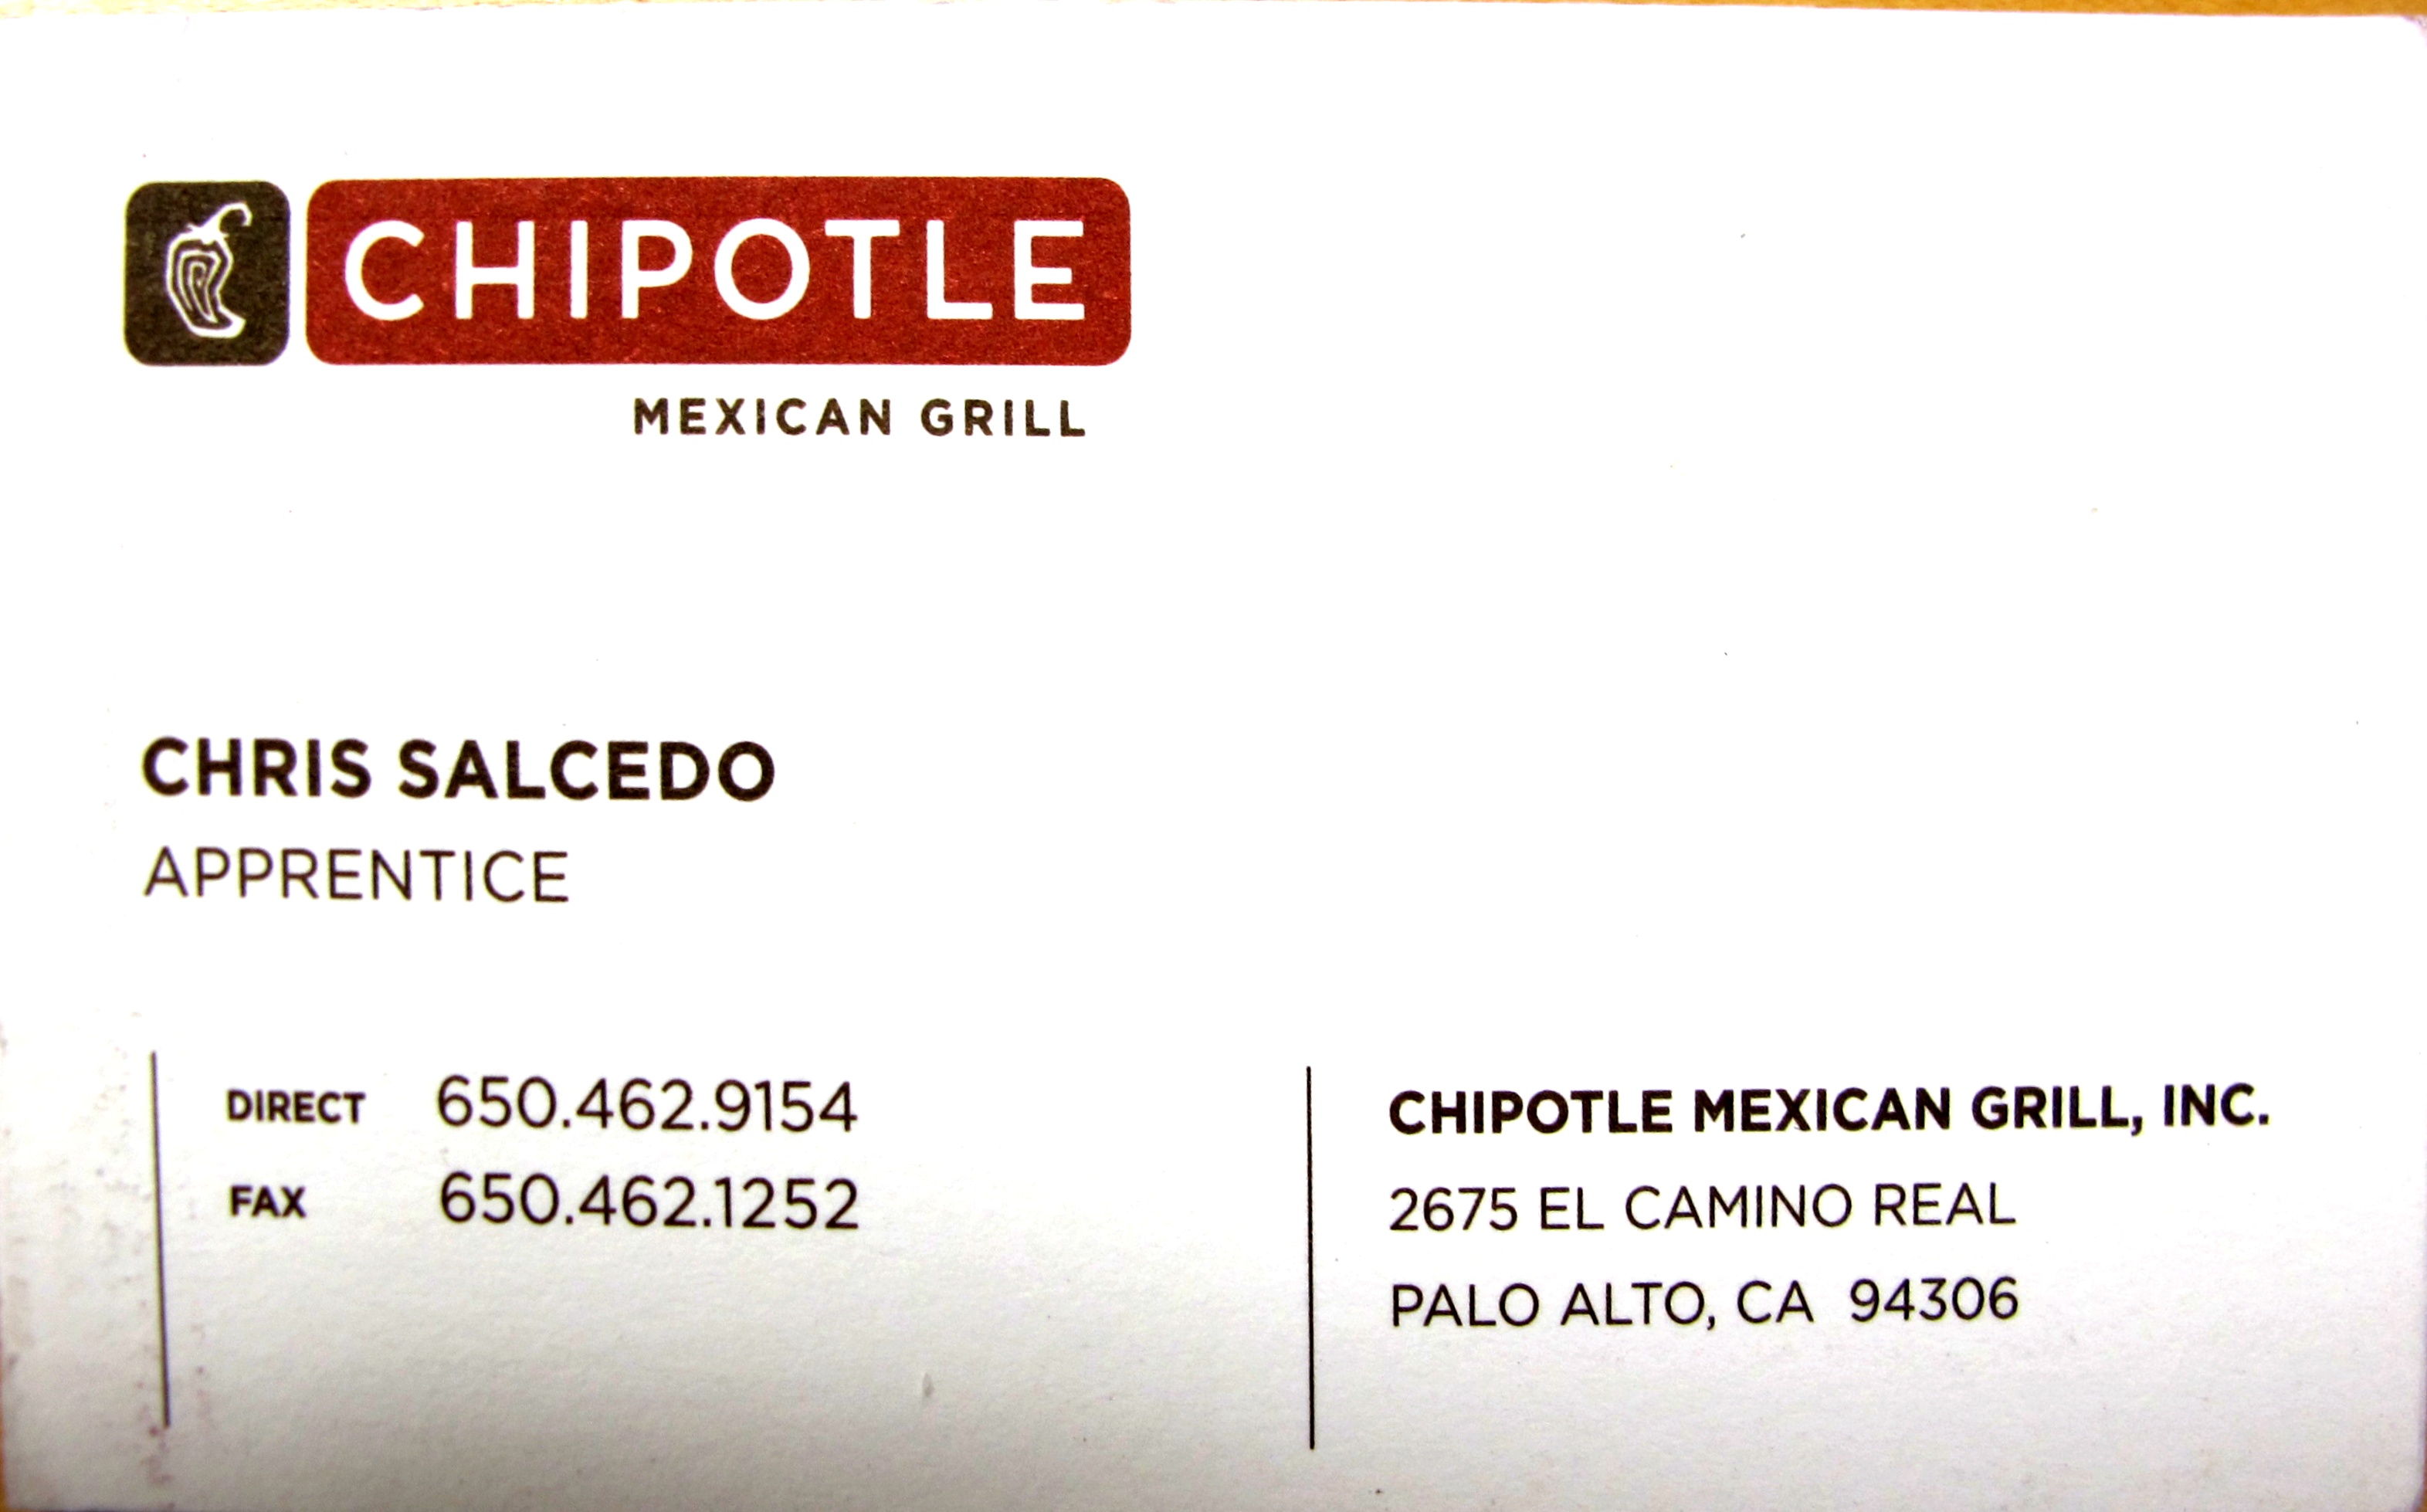 CHIPOTLE
MEXICAN GRILL
CHRIS SALCEDO
APPRENTICE
DIRECT 650.462.9154
FAX 650.462.1252
CHIPOTLE MEXICAN GRILL, INC.
2675 EL CAMINO REAL
PALO ALTO, CA 94306